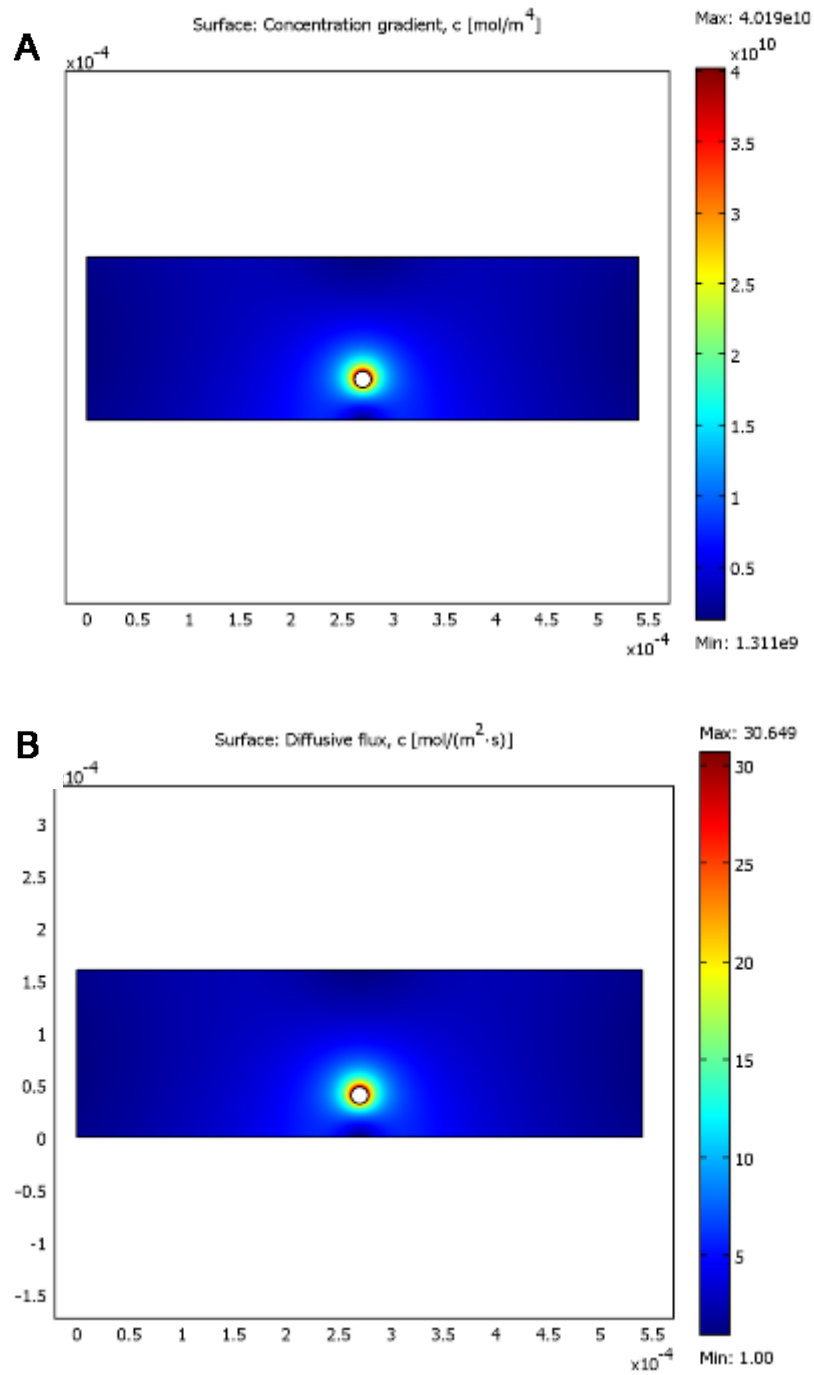 A
Surface: Concentration gradient, c [mol/m^4]
Max: 4.019e10
x10^-4
x10^10
4
3.5
3
2.5
2
1.5
1
0.5
0 0.5 1 1.5 2 2.5 3 3.5 4 4.5 5 5.5
x10^-4
Min: 1.311e9
B
Surface: Diffusive flux, c [mol/(m^2·s)]
Max: 30.649
:10^-4
3
2.5
2
1.5
1
0.5
0
-0.5
-1
-1.5
30
25
20
15
10
5
0 0.5 1 1.5 2 2.5 3 3.5 4 4.5 5 5.5
x10^-4
Min: 1.00